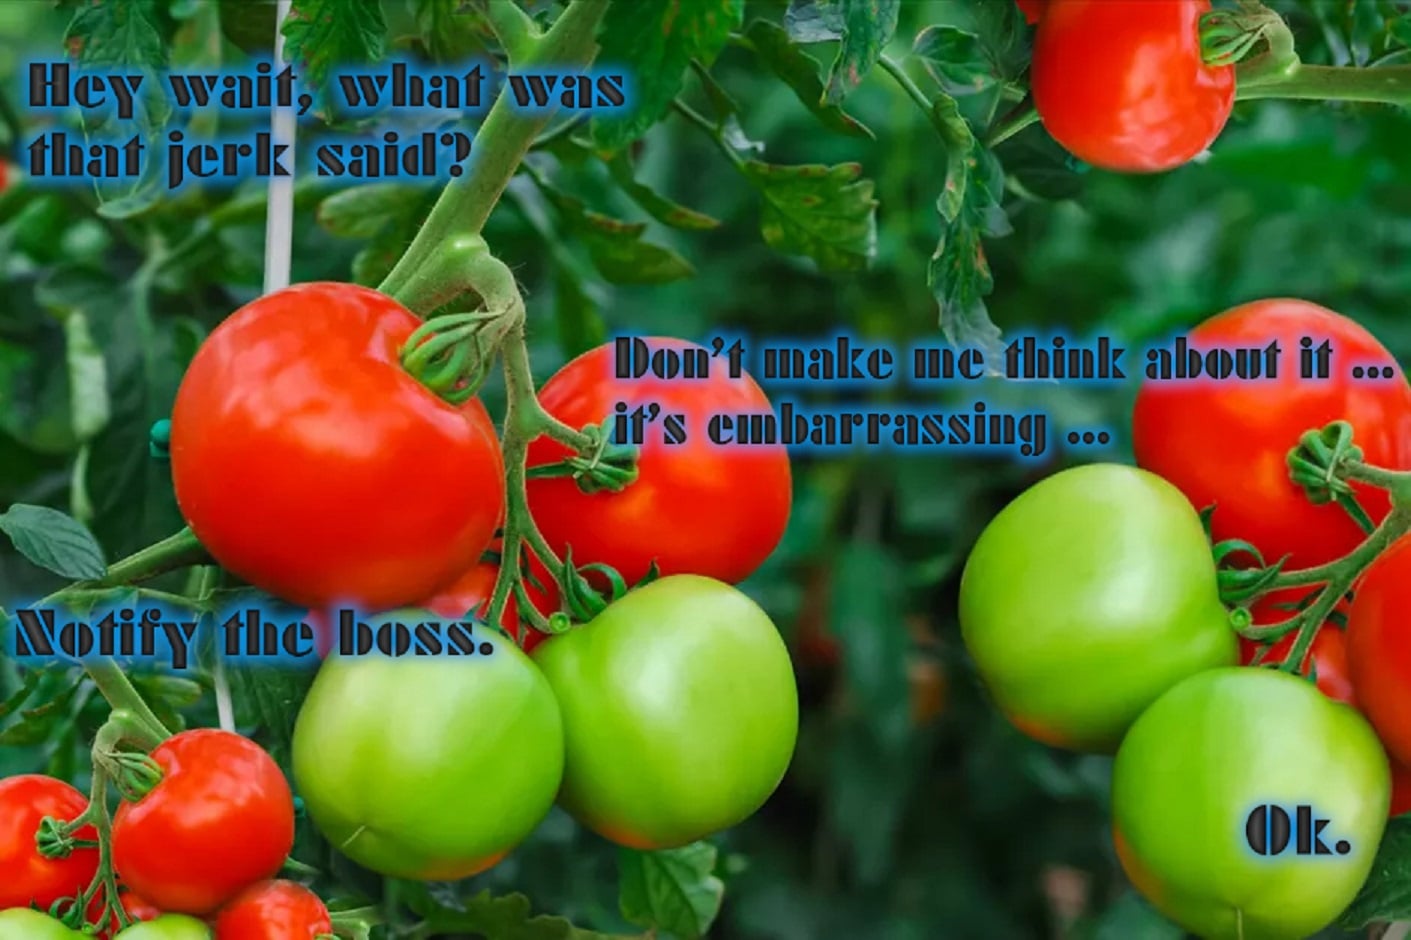 Hey wait, what was
that jerk said?
Don't make me think about it ...
it's embarrassing ...
Notify the boss.
Ok.